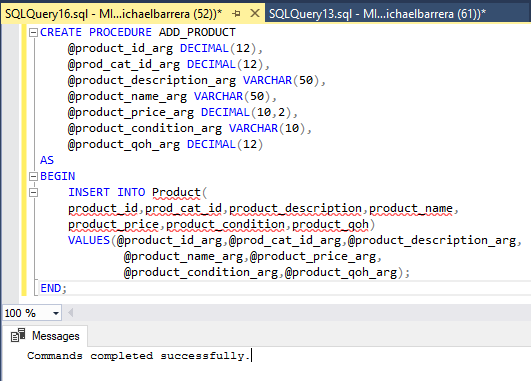 SQLQuery16.sql - MI...ichaelbarrera (52))* SQLQuery13.sql - MI...ichaelbarrera (61))*
CREATE PROCEDURE ADD_PRODUCT
@product_id_arg DECIMAL(12),
@prod_cat_id_arg DECIMAL(12),
@product_description_arg VARCHAR(50),
@product_name_arg VARCHAR(50),
@product_price_arg DECIMAL(10,2),
@product_condition_arg VARCHAR(10),
@product_qoh_arg DECIMAL(12)
AS
BEGIN
INSERT INTO Product(
product_id,prod_cat_id,product_description,product_name,
product_price,product_condition,product_qoh)
VALUES(@product_id_arg,@prod_cat_id_arg,@product_description_arg,
@product_name_arg,@product_price_arg,
@product_condition_arg,@product_qoh_arg);
END;
100 %
Messages
Commands completed successfully.